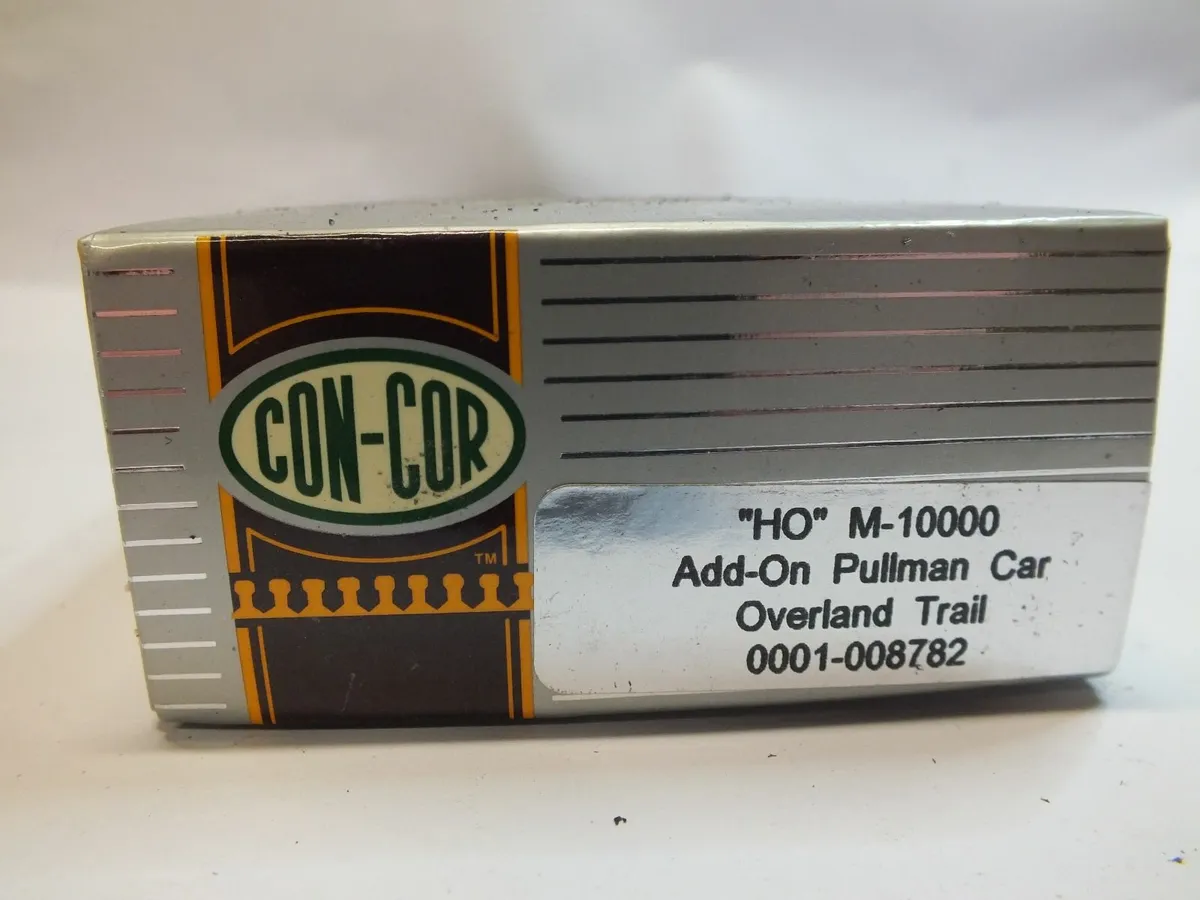 CON-COR
TM
"HO" M-10000
Add-On Pullman Car
Overland Trail
0001-008782